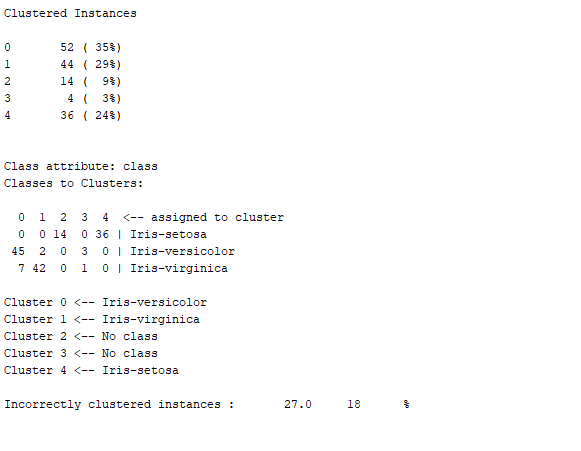 Clustered Instances
0       52 ( 35%)
1       44 ( 29%)
2       14 (  9%)
3        4 (  3%)
4       36 ( 24%)
Class attribute: class
Classes to Clusters:
  0  1  2  3  4  <-- assigned to cluster
  0  0 14  0 36 | Iris-setosa
 45  2  0  3  0 | Iris-versicolor
  7 42  0  1  0 | Iris-virginica
Cluster 0 <-- Iris-versicolor
Cluster 1 <-- Iris-virginica
Cluster 2 <-- No class
Cluster 3 <-- No class
Cluster 4 <-- Iris-setosa
Incorrectly clustered instances :       27.0     18      %